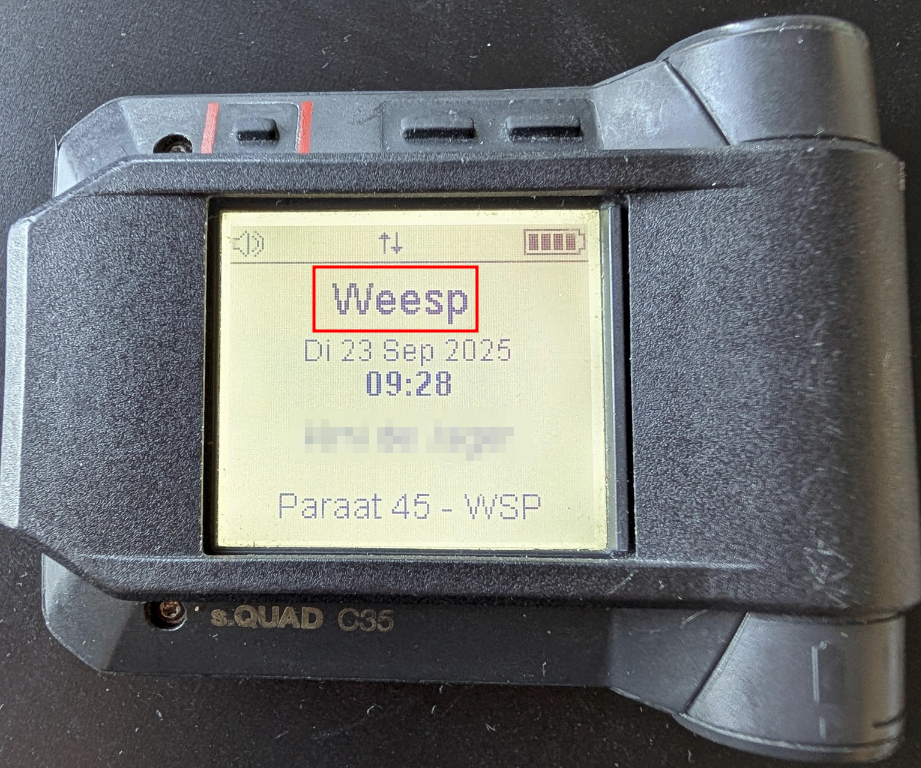 Weesp
Di 23 Sep 2025
09:28
Paraat 45 - WSP
s.QUAD C35